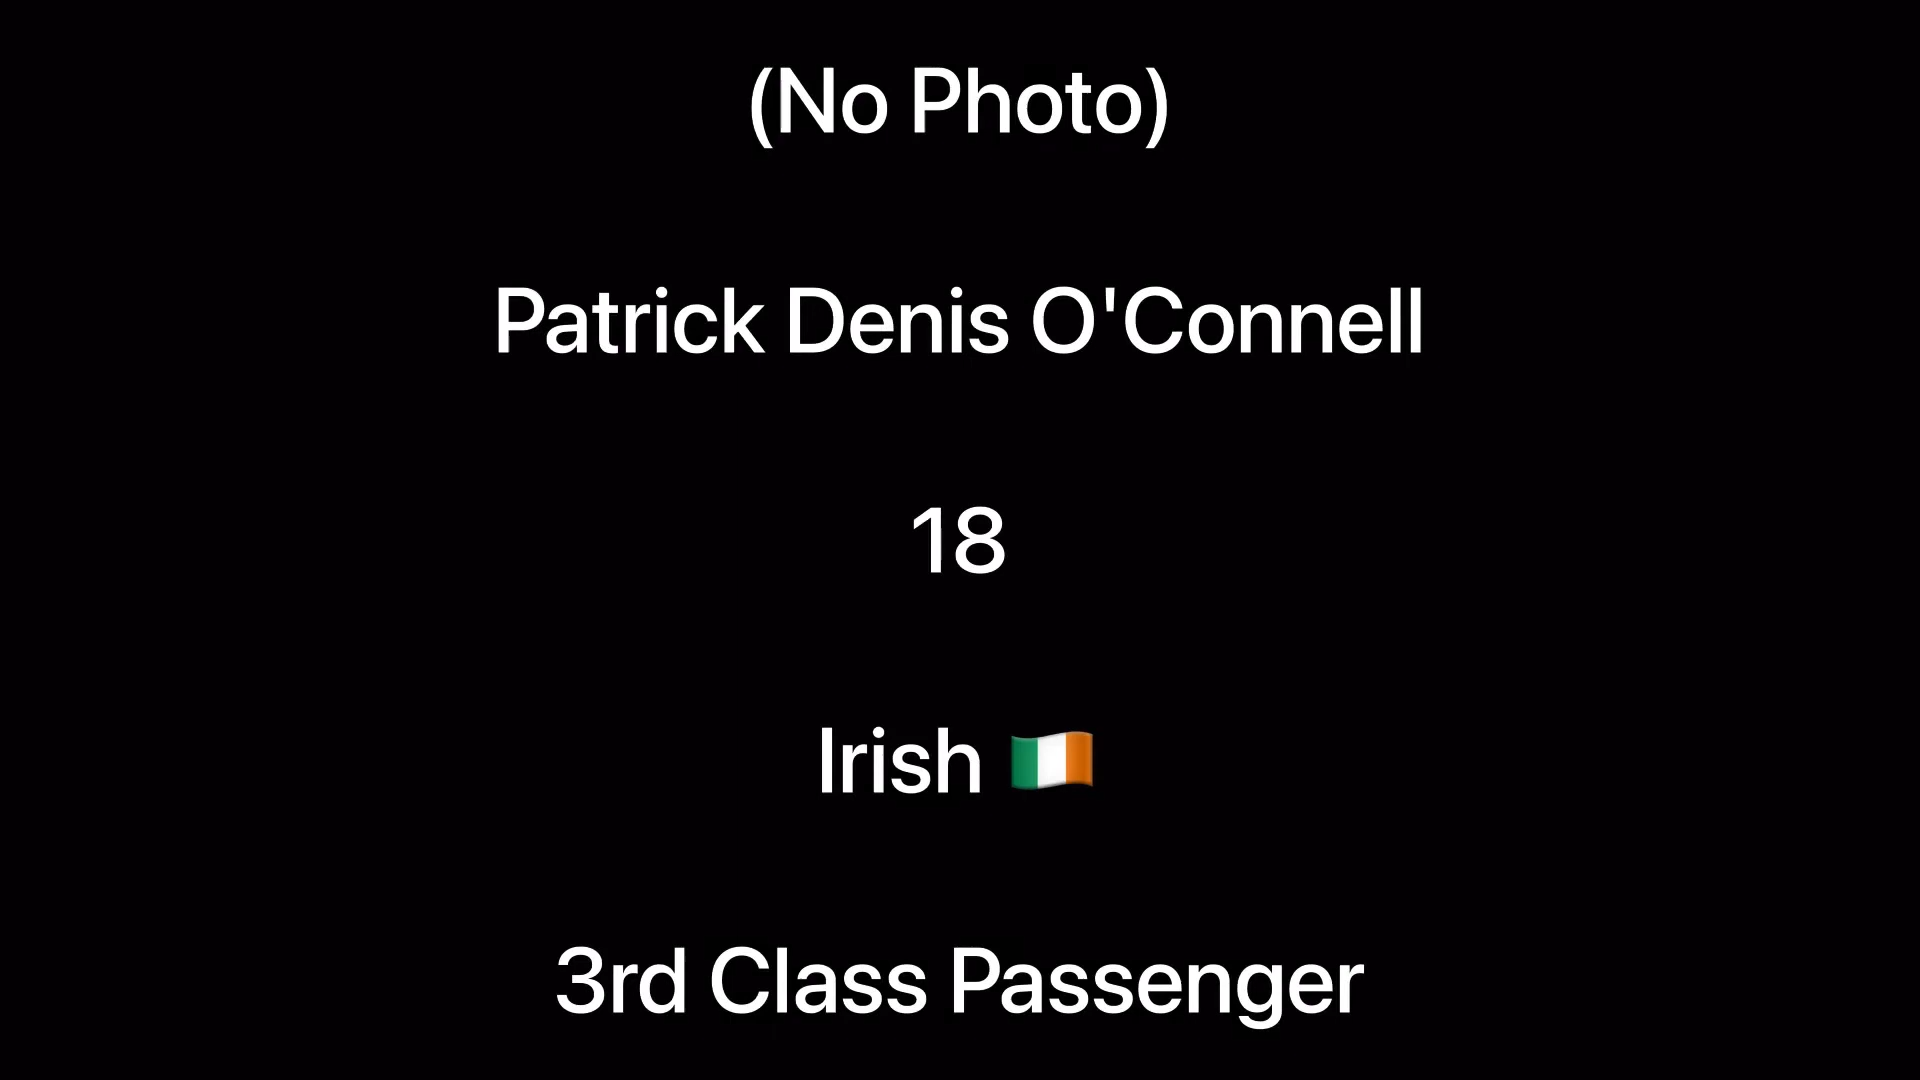 (No Photo)
Patrick Denis O'Connell
18
Irish 🇮🇪
3rd Class Passenger